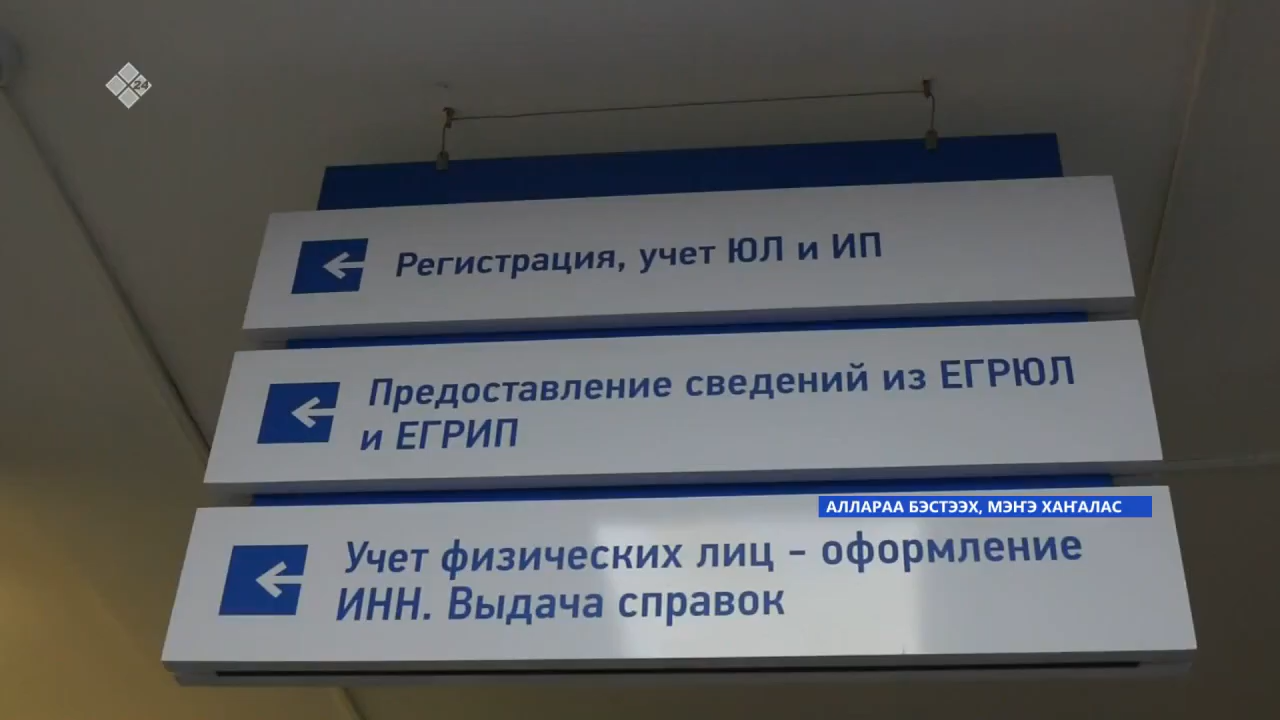 24
Регистрация, учет ЮЛ и ИП
Предоставление сведений из ЕГРЮЛ
и ЕГРИП
АЛЛАРАА БЭСТЭЭХ, МЭҤЭ ХАҤАЛАС
Учет физических лиц - оформление
ИНН. Выдача справок